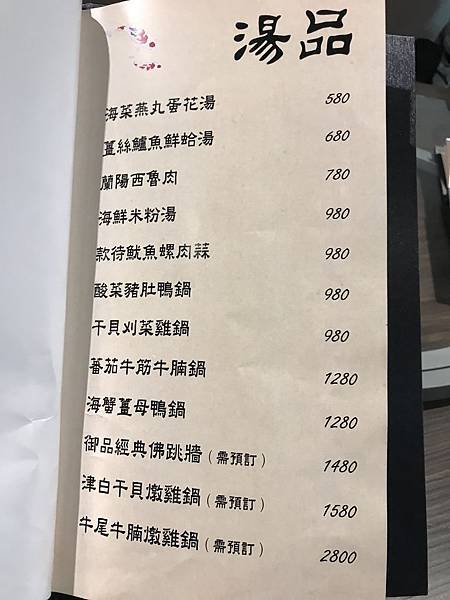 湯品
海菜燕丸蛋花湯 580
薑絲鱸魚鮮蛤湯 680
蘭陽西魯肉 780
海鮮米粉湯 980
款待魷魚螺肉蒜 980
酸菜豬肚鴨鍋 980
干貝刈菜雞鍋 980
蕃茄牛筋牛腩鍋 1280
海蟹薑母鴨鍋 1280
御品經典佛跳牆(需預訂) 1480
津白干貝燉雞鍋(需預訂) 1580
牛尾牛腩燉雞鍋(需預訂) 2800